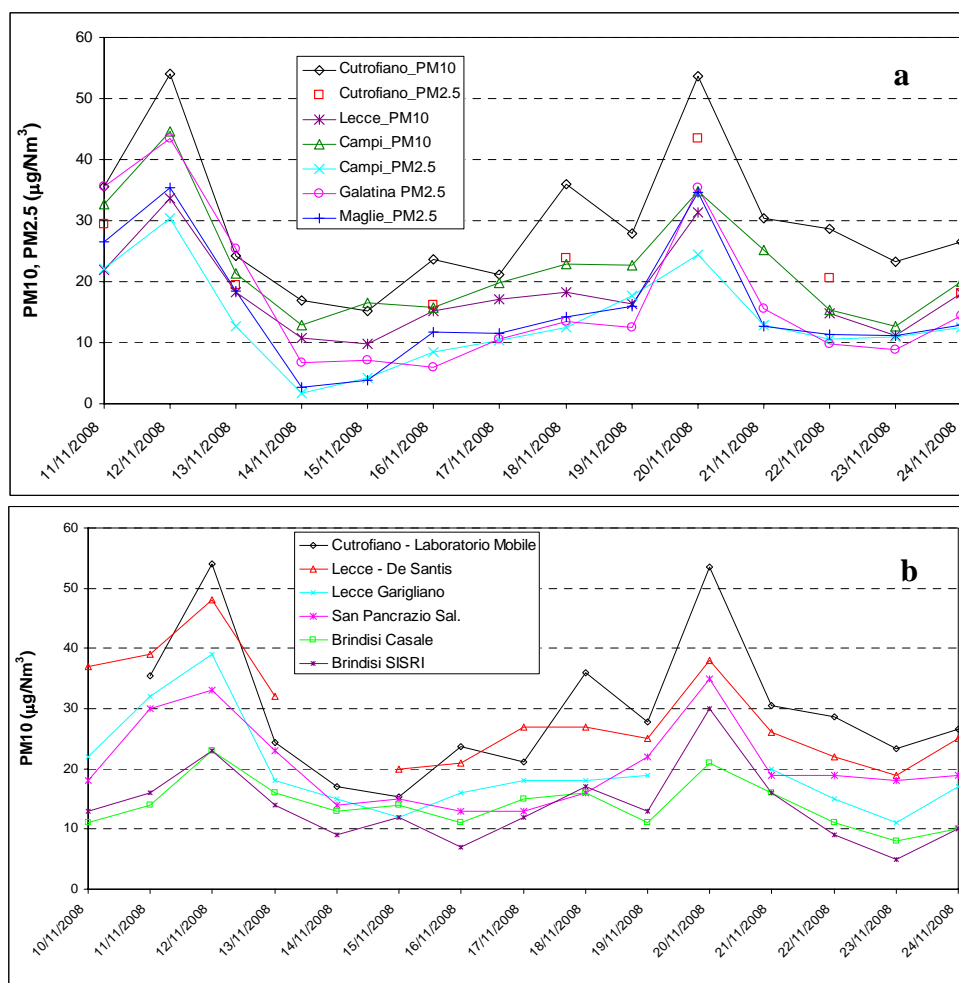 a
PM10, PM2.5 (µg/Nm³)
60
50
40
30
20
10
0
Cutrofiano_PM10
Cutrofiano_PM2.5
Lecce_PM10
Campi_PM10
Campi_PM2.5
Galatina PM2.5
Maglie_PM2.5
11/11/2008
12/11/2008
13/11/2008
14/11/2008
15/11/2008
16/11/2008
17/11/2008
18/11/2008
19/11/2008
20/11/2008
21/11/2008
22/11/2008
23/11/2008
24/11/2008
b
PM10 (µg/Nm³)
60
50
40
30
20
10
0
Cutrofiano - Laboratorio Mobile
Lecce - De Santis
Lecce Garigliano
San Pancrazio Sal.
Brindisi Casale
Brindisi SISRI
10/11/2008
11/11/2008
12/11/2008
13/11/2008
14/11/2008
15/11/2008
16/11/2008
17/11/2008
18/11/2008
19/11/2008
20/11/2008
21/11/2008
22/11/2008
23/11/2008
24/11/2008